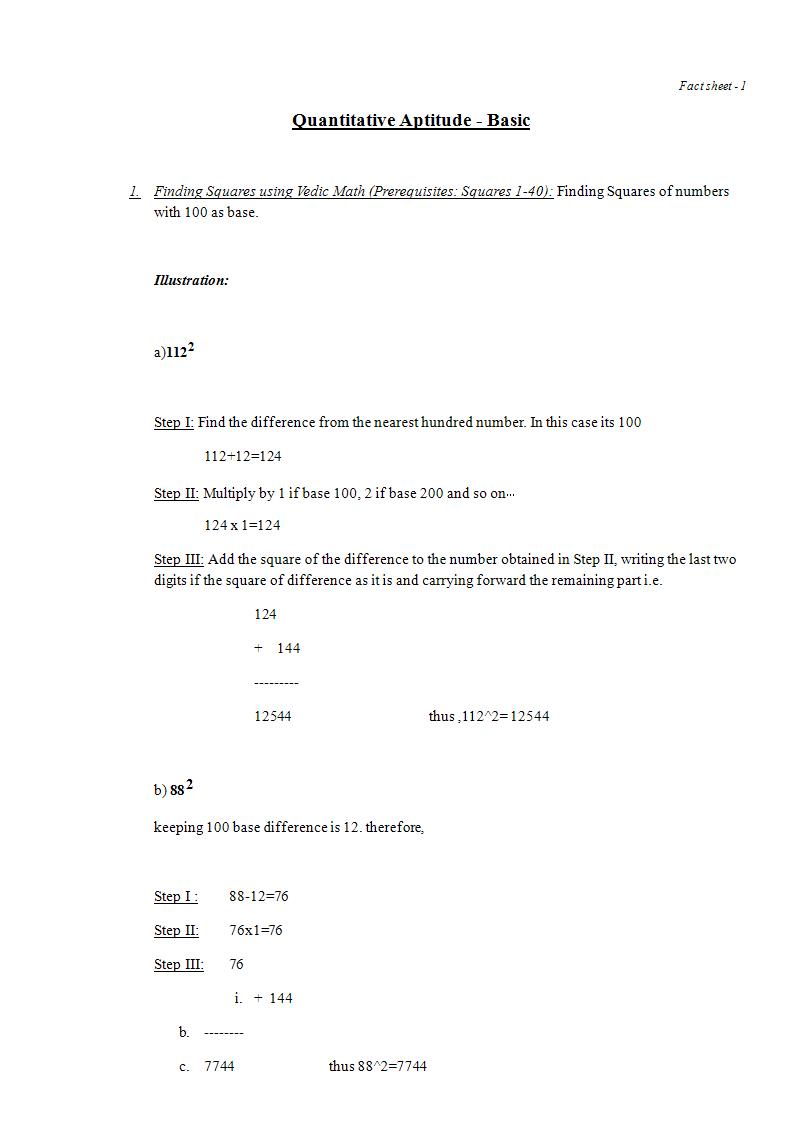 Fact sheet - 1
Quantitative Aptitude - Basic
1. Finding Squares using Vedic Math (Prerequisites: Squares 1-40): Finding Squares of numbers
with 100 as base.
Illustration:
a)112²
Step I: Find the difference from the nearest hundred number. In this case its 100
112+12=124
Step II: Multiply by 1 if base 100, 2 if base 200 and so on…
124 x 1=124
Step III: Add the square of the difference to the number obtained in Step II, writing the last two
digits if the square of difference as it is and carrying forward the remaining part i.e.
124
+ 144
---------
12544 thus ,112^2=12544
b) 88²
keeping 100 base difference is 12. therefore,
Step I : 88-12=76
Step II: 76x1=76
Step III: 76
i. + 144
b. --------
c. 7744 thus 88^2=7744